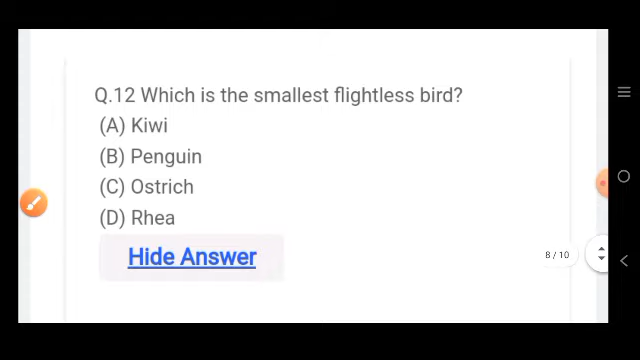 Q.12 Which is the smallest flightless bird?
(A) Kiwi
(B) Penguin
(C) Ostrich
(D) Rhea
Hide Answer
8 / 10